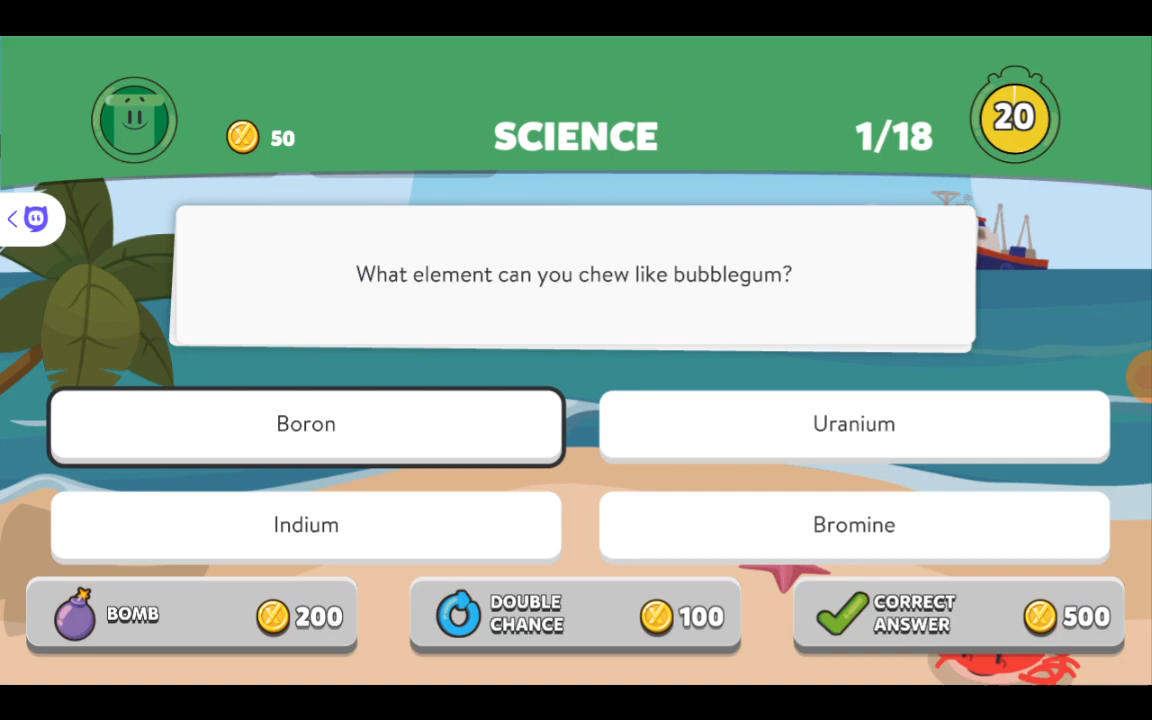 50
SCIENCE
1/18
20
What element can you chew like bubblegum?
Boron
Uranium
Indium
Bromine
BOMB
200
DOUBLE
CHANCE
100
CORRECT
ANSWER
500